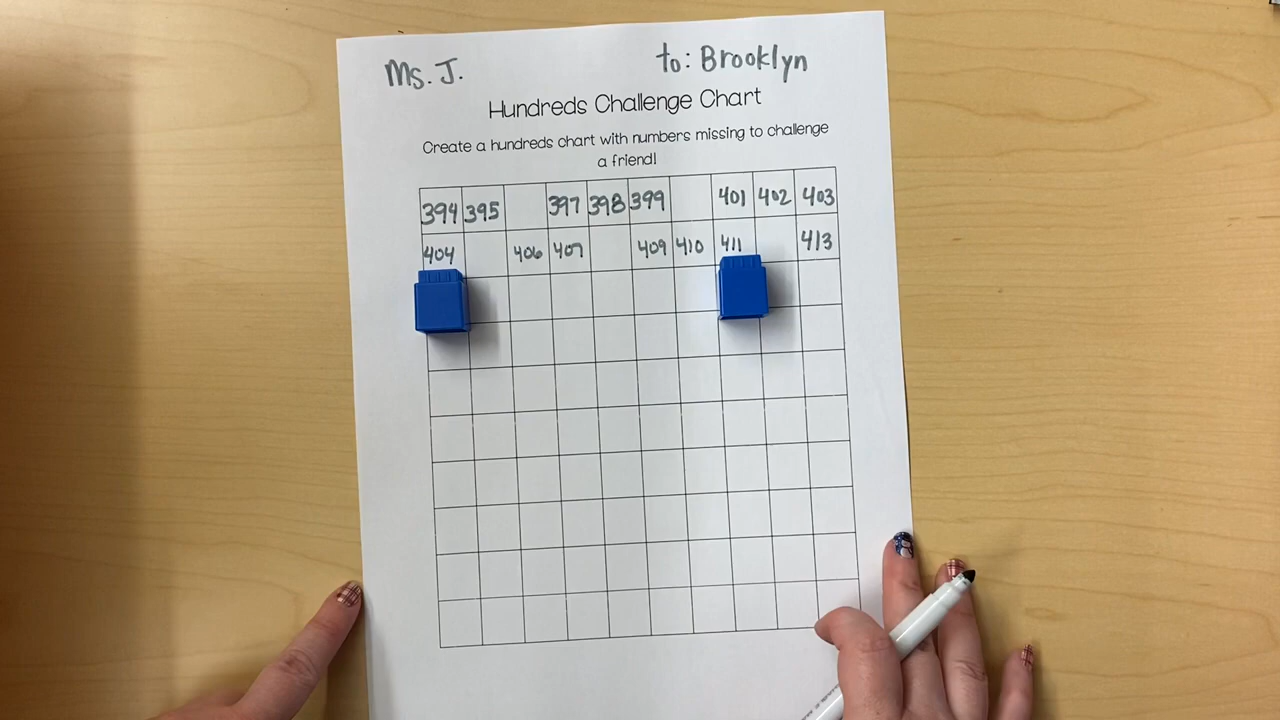 Ms. J. to: Brooklyn
Hundreds Challenge Chart
Create a hundreds chart with numbers missing to challenge
a friend!
394 395 397 398 399 401 402 403
404 406 407 409 410 411 413